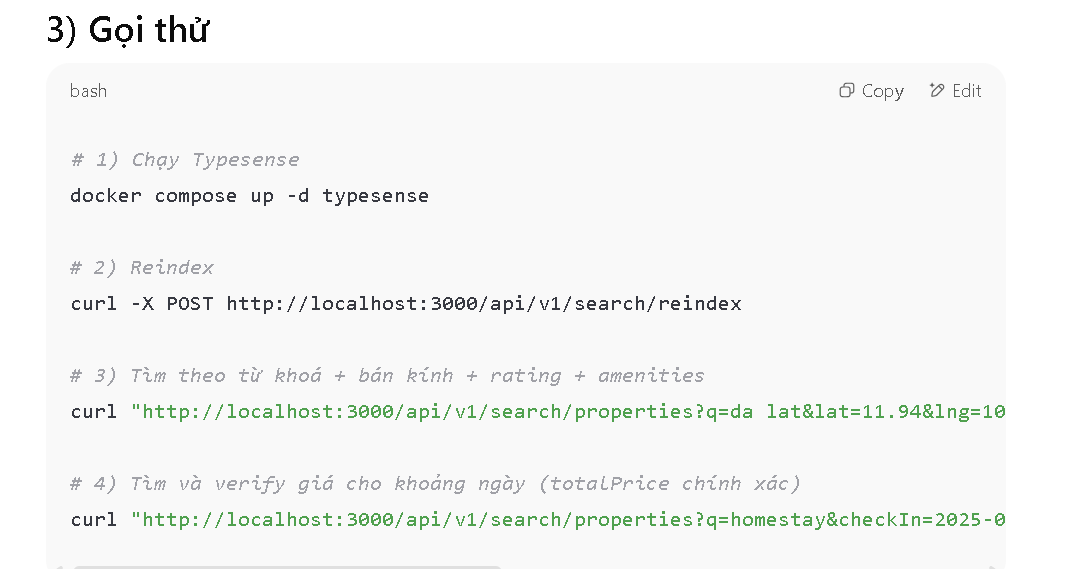 3) Gọi thử
bash
Copy
Edit
# 1) Chạy Typesense
docker compose up -d typesense
# 2) Reindex
curl -X POST http://localhost:3000/api/v1/search/reindex
# 3) Tìm theo từ khoá + bán kính + rating + amenities
curl "http://localhost:3000/api/v1/search/properties?q=da lat&lat=11.94&lng=10
# 4) Tìm và verify giá cho khoảng ngày (totalPrice chính xác)
curl "http://localhost:3000/api/v1/search/properties?q=homestay&checkIn=2025-0